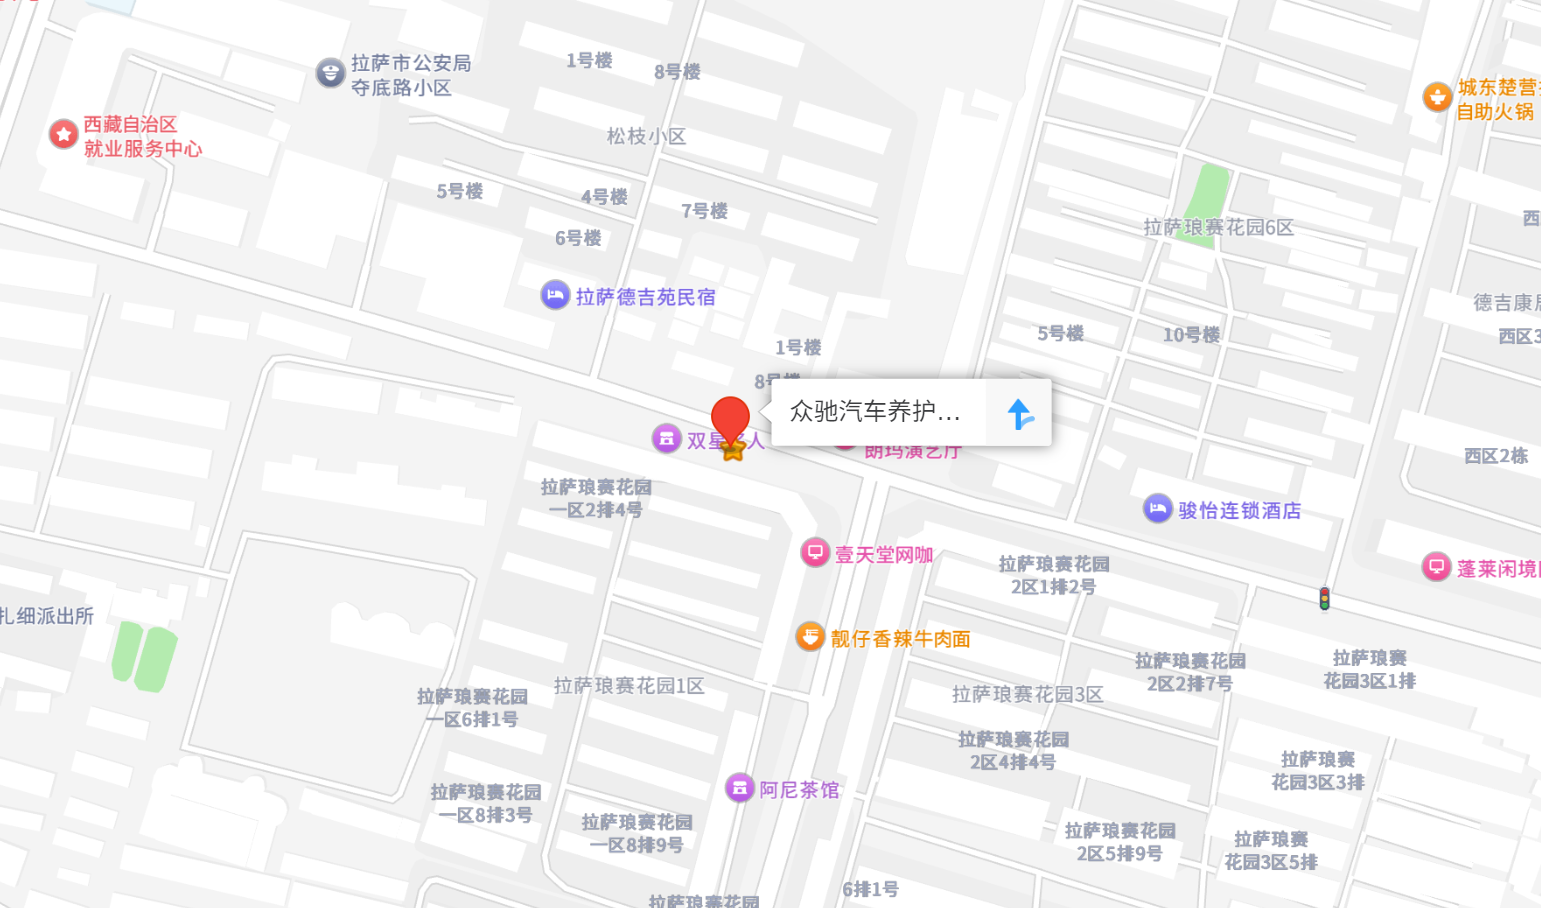 拉萨市公安局
夺底路小区
1号楼
8号楼
城东楚营
自助火锅
西藏自治区
就业服务中心
松枝小区
5号楼
4号楼
7号楼
6号楼
拉萨琅赛花园6区
西
拉萨德吉苑民宿
德吉康居
西区3
5号楼
10号楼
1号楼
8号楼
众驰汽车养护...
双星
人
朗玛演艺厅
西区2栋
拉萨琅赛花园
一区2排4号
骏怡连锁酒店
壹天堂网咖
拉萨琅赛花园
2区1排2号
蓬莱闲境
扎细派出所
靓仔香辣牛肉面
拉萨琅赛花园
2区2排7号
拉萨琅赛
花园3区1排
拉萨琅赛花园1区
拉萨琅赛花园3区
拉萨琅赛花园
一区6排1号
拉萨琅赛花园
2区4排4号
拉萨琅赛
花园3区3排
阿尼茶馆
拉萨琅赛花园
一区8排3号
拉萨琅赛花园
一区8排9号
拉萨琅赛花园
2区5排9号
拉萨琅赛
花园3区5排
6排1号
拉萨琅赛花园